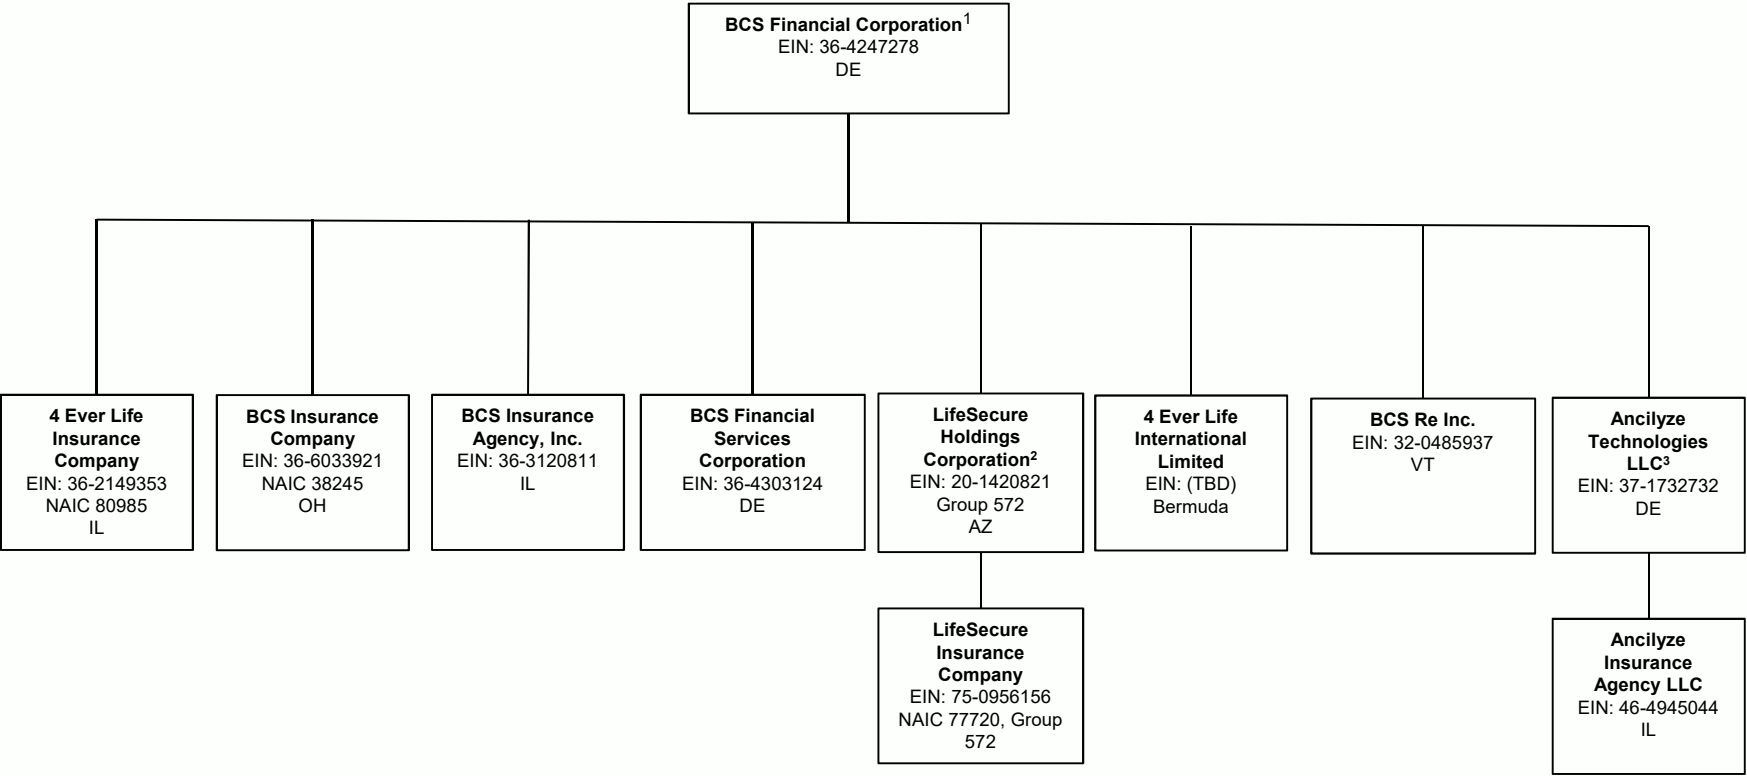 BCS Financial Corporation¹
EIN: 36-4247278
DE
4 Ever Life
Insurance
Company
EIN: 36-2149353
NAIC 80985
IL
BCS Insurance
Company
EIN: 36-6033921
NAIC 38245
OH
BCS Insurance
Agency, Inc.
EIN: 36-3120811
IL
BCS Financial
Services
Corporation
EIN: 36-4303124
DE
LifeSecure
Holdings
Corporation²
EIN: 20-1420821
Group 572
AZ
4 Ever Life
International
Limited
EIN: (TBD)
Bermuda
BCS Re Inc.
EIN: 32-0485937
VT
Ancilyze
Technologies
LLC³
EIN: 37-1732732
DE
LifeSecure
Insurance
Company
EIN: 75-0956156
NAIC 77720, Group
572
Ancilyze
Insurance
Agency LLC
EIN: 46-4945044
IL